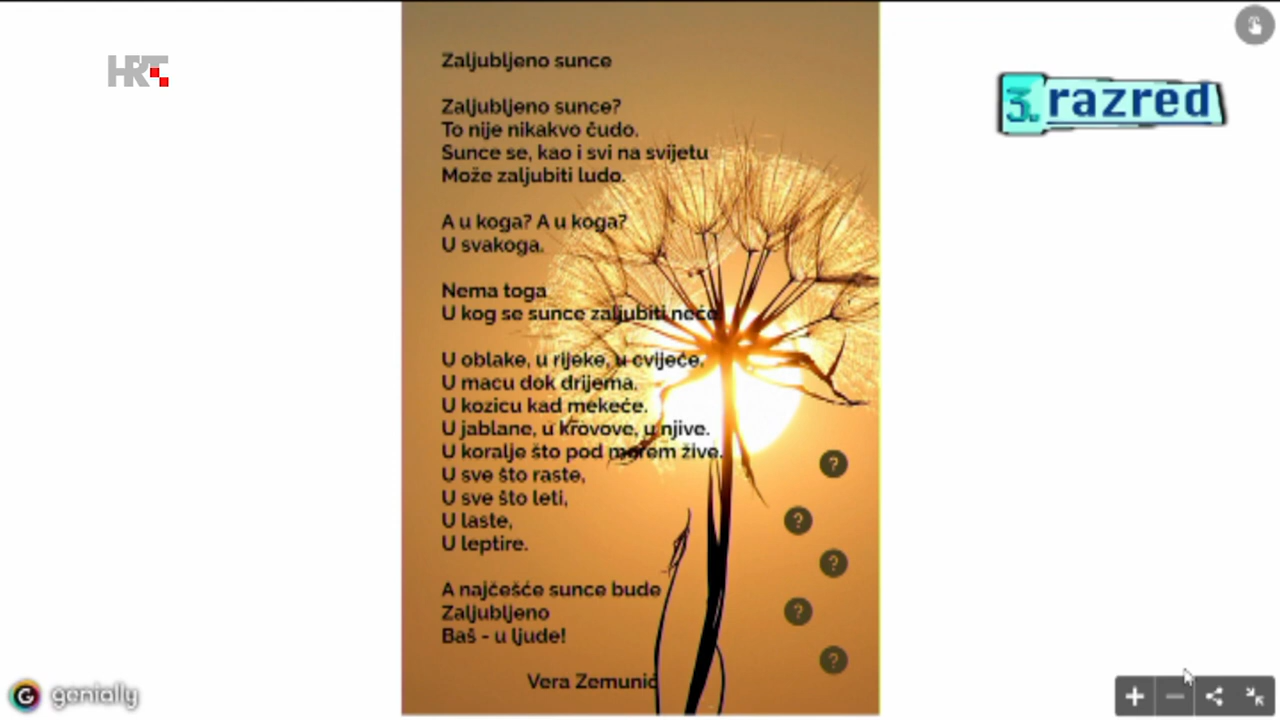 HRT
3. razred
Zaljubljeno sunce
Zaljubljeno sunce?
To nije nikakvo čudo.
Sunce se, kao i svi na svijetu
Može zaljubiti ludo.
A u koga? A u koga?
U svakoga.
Nema toga
U kog se sunce zaljubiti neće
U oblake, u rijeke, u cvijeće.
U macu dok drijema.
U kozicu kad mekeće.
U jablane, u krovove, u njive.
U koralje što pod morem žive.
U sve što raste,
U sve što leti,
U laste,
U leptire.
A najčešće sunce bude
Zaljubljeno
Baš - u ljude!
Vera Zemunić
?
?
?
?
?
G genially